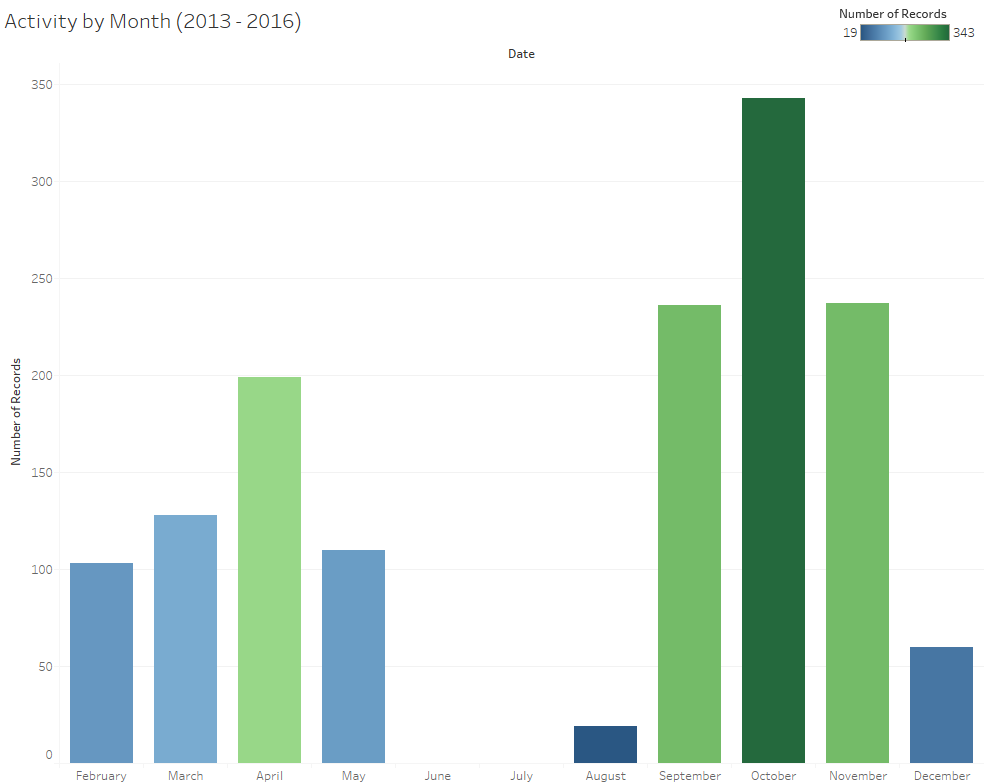 Activity by Month (2013 - 2016)
Number of Records
19 343
Date
350
300
250
200
150
100
50
0
Number of Records
February March April May June July August September October November December